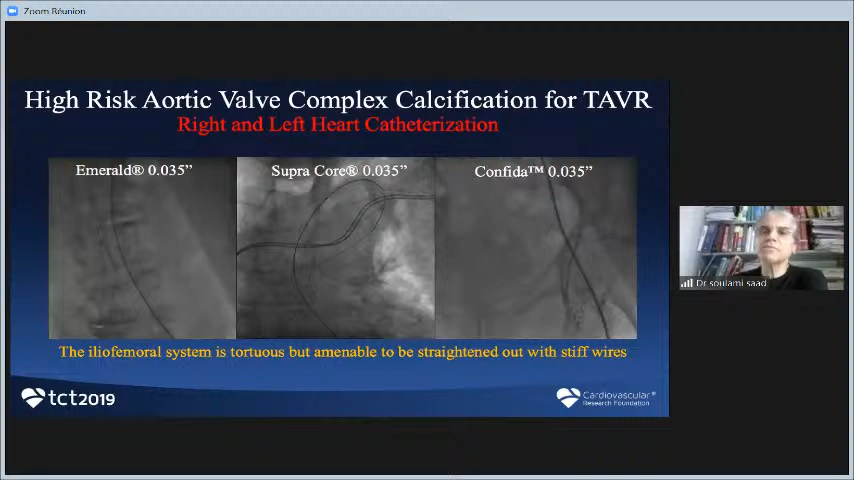 Zoom Réunion
High Risk Aortic Valve Complex Calcification for TAVR
Right and Left Heart Catheterization
Emerald® 0.035”
Supra Core® 0.035”
Confida™ 0.035”
The iliofemoral system is tortuous but amenable to be straightened out with stiff wires
Dr soulami saad
tct2019
Cardiovascular®
Research Foundation™